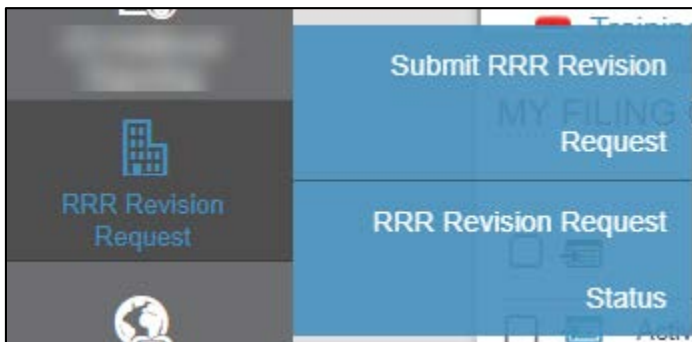 Submit RRR Revision
Request
RRR Revision
Request
RRR Revision Request
Status
MY FILING